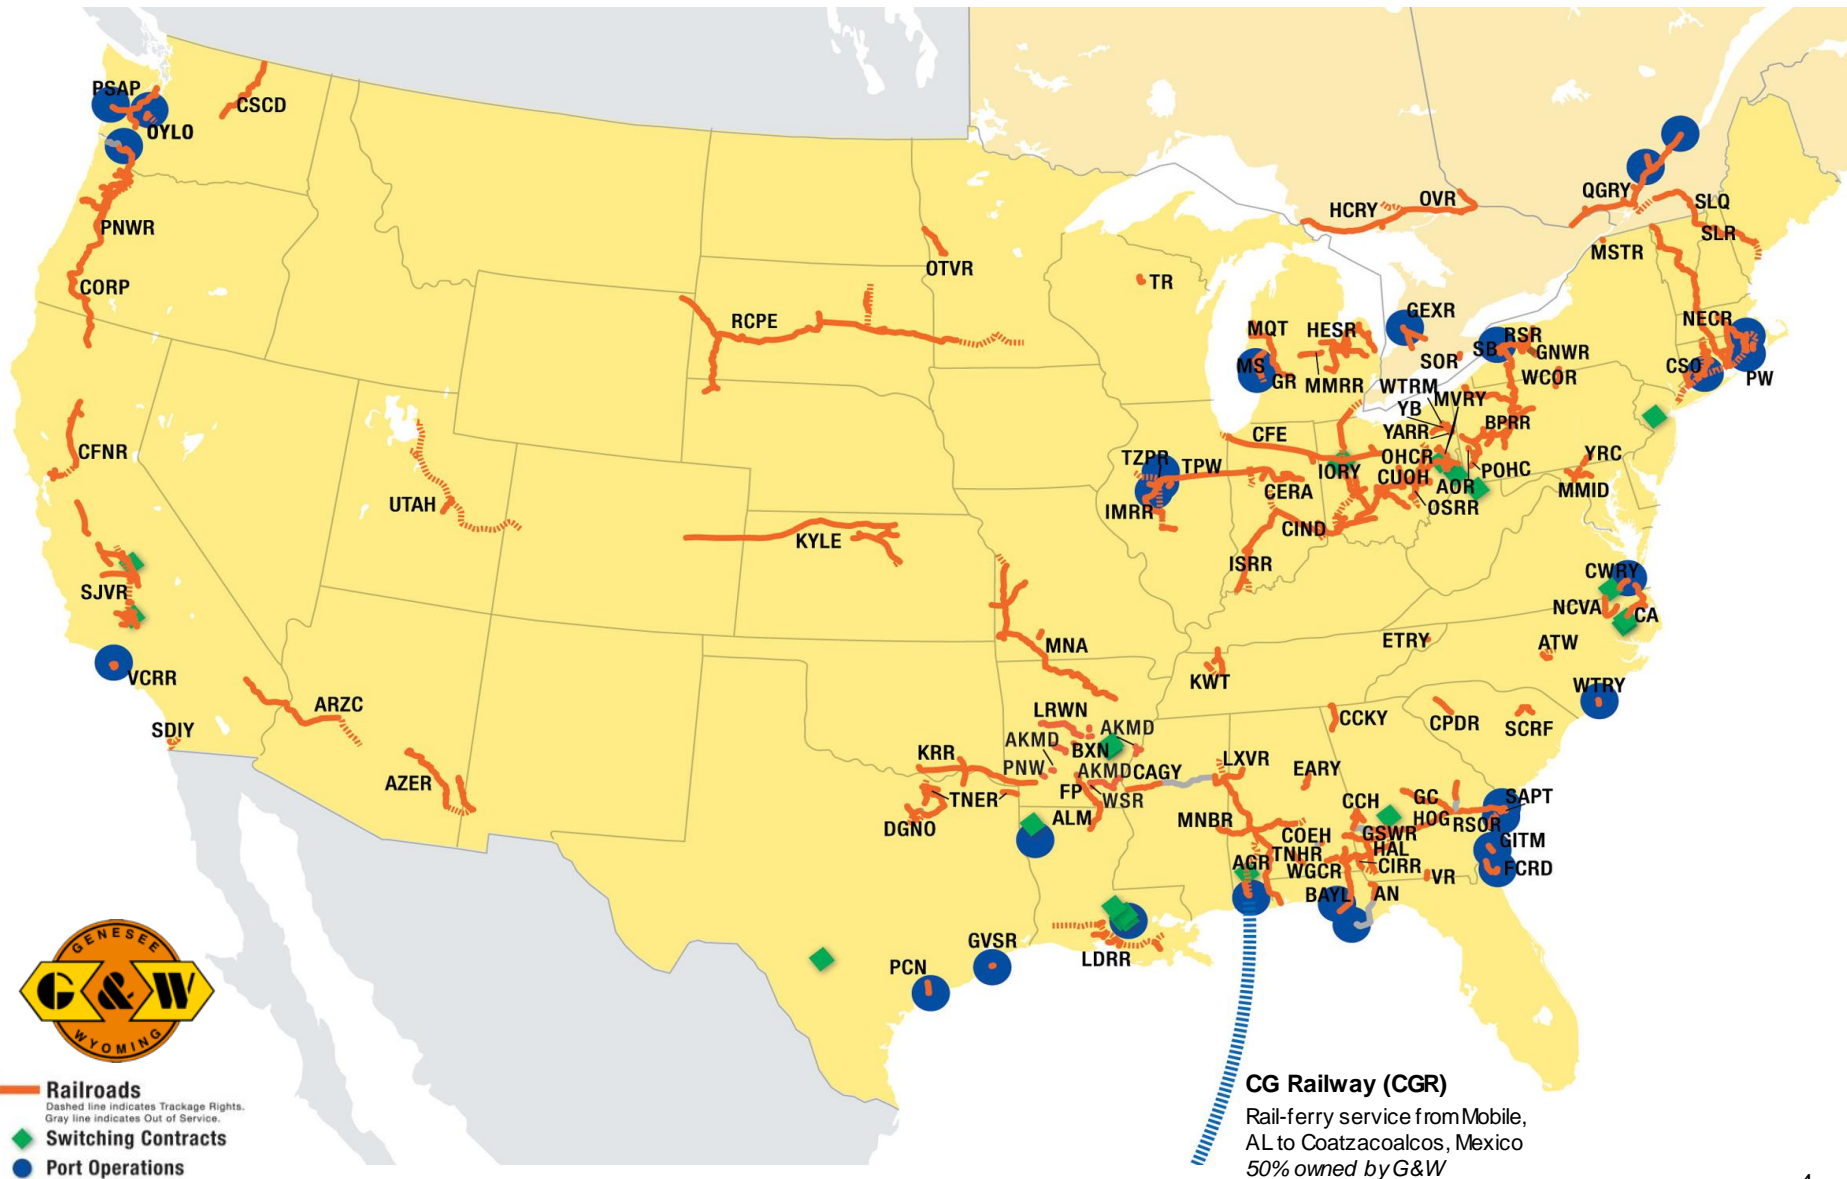 PSAP
CSCD
OYLO
PNWR
CORP
CFNR
UTAH
SJVR
VCRR
SDIY
ARZC
AZER
RCPE
OTVR
KYLE
TR
MQT
HESR
MS
GR
MMRR
GEXR
SOR
HCRY
OVR
QGRY
SLQ
SLR
MSTR
NECR
CSO
PW
SB
RSR
GNWR
WCOR
WTRM
MVRY
YB
YARR
BPRR
CFE
OHCR
POHC
YRC
MMID
TZPR
TPW
IORY
CUOH
AOR
OSRR
CERA
IMRR
CIND
ISRR
CWRY
NCVA
CA
ETRY
ATW
WTRY
MNA
KWT
CCKY
CPDR
SCRF
LRWN
AKMD
AKMD
BXN
KRR
PNW
AKMD
CAGY
LXVR
EARY
TNER
FP
WSR
DGNO
ALM
MNBR
CCH
GC
SAPT
HOG
RSOR
COEH
GSWR
GITM
TNHR
HAL
AGR
WGCR
CIRR
VR
FCRD
BAYL
AN
GVSR
LDRR
PCN
GENESEE
G & W
WYOMING
Railroads
Dashed line indicates Trackage Rights.
Gray line indicates Out of Service.
Switching Contracts
Port Operations
CG Railway (CGR)
Rail-ferry service from Mobile,
AL to Coatzacoalcos, Mexico
50% owned by G&W